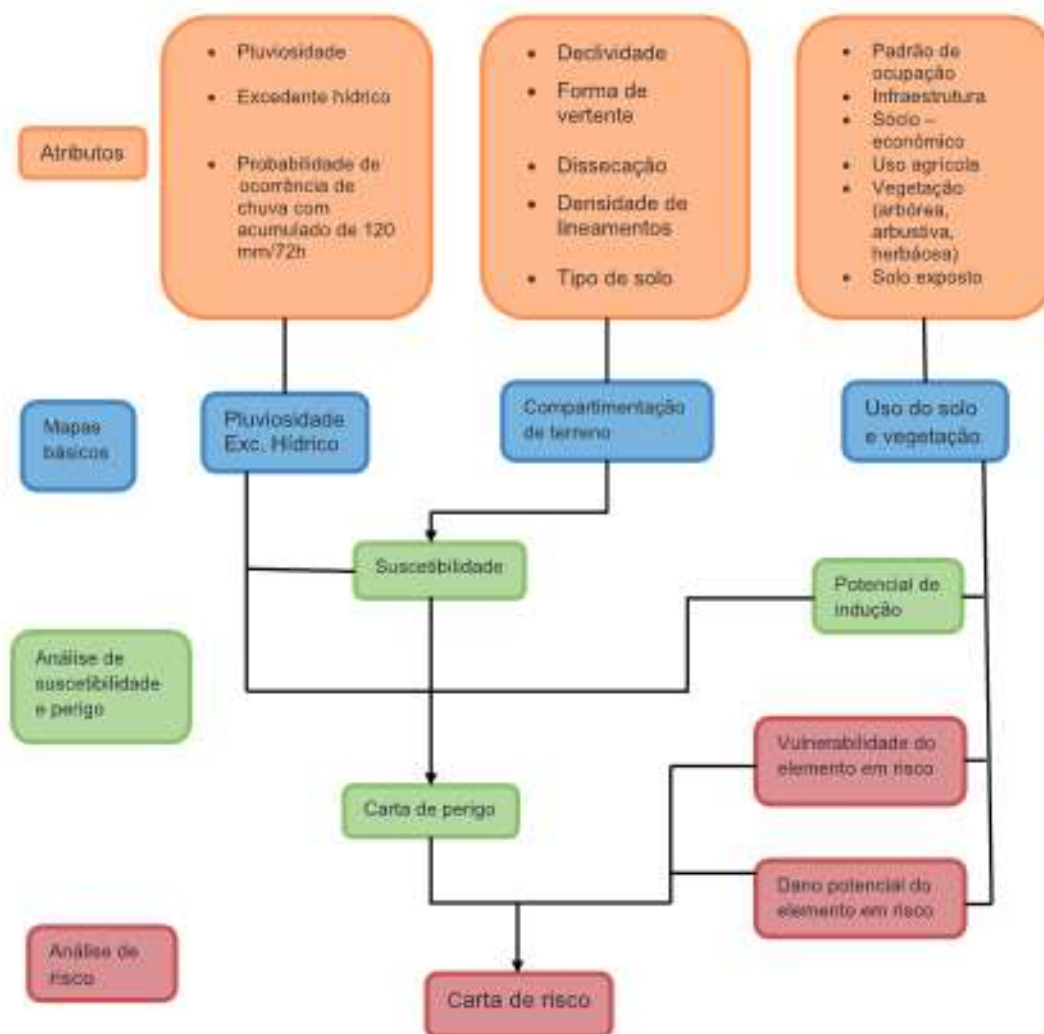 Atributos
• Pluviosidade
• Excedente hídrico
• Probabilidade de
ocorrência de
chuva com
acumulado de 120
mm/72h
• Declividade
• Forma de
vertente
• Dissecação
• Densidade de
lineamentos
• Tipo de solo
• Padrão de
ocupação
• Infraestrutura
• Sócio –
econômico
• Uso agrícola
• Vegetação
(arbórea,
arbustiva,
herbácea)
• Solo exposto
Mapas
básicos
Pluviosidade
Exc. Hídrico
Compartimentação
de terreno
Uso do solo
e vegetação
Análise de
suscetibilidade
e perigo
Suscetibilidade
Potencial de
indução
Carta de perigo
Vulnerabilidade do
elemento em risco
Dano potencial do
elemento em risco
Análise de
risco
Carta de risco